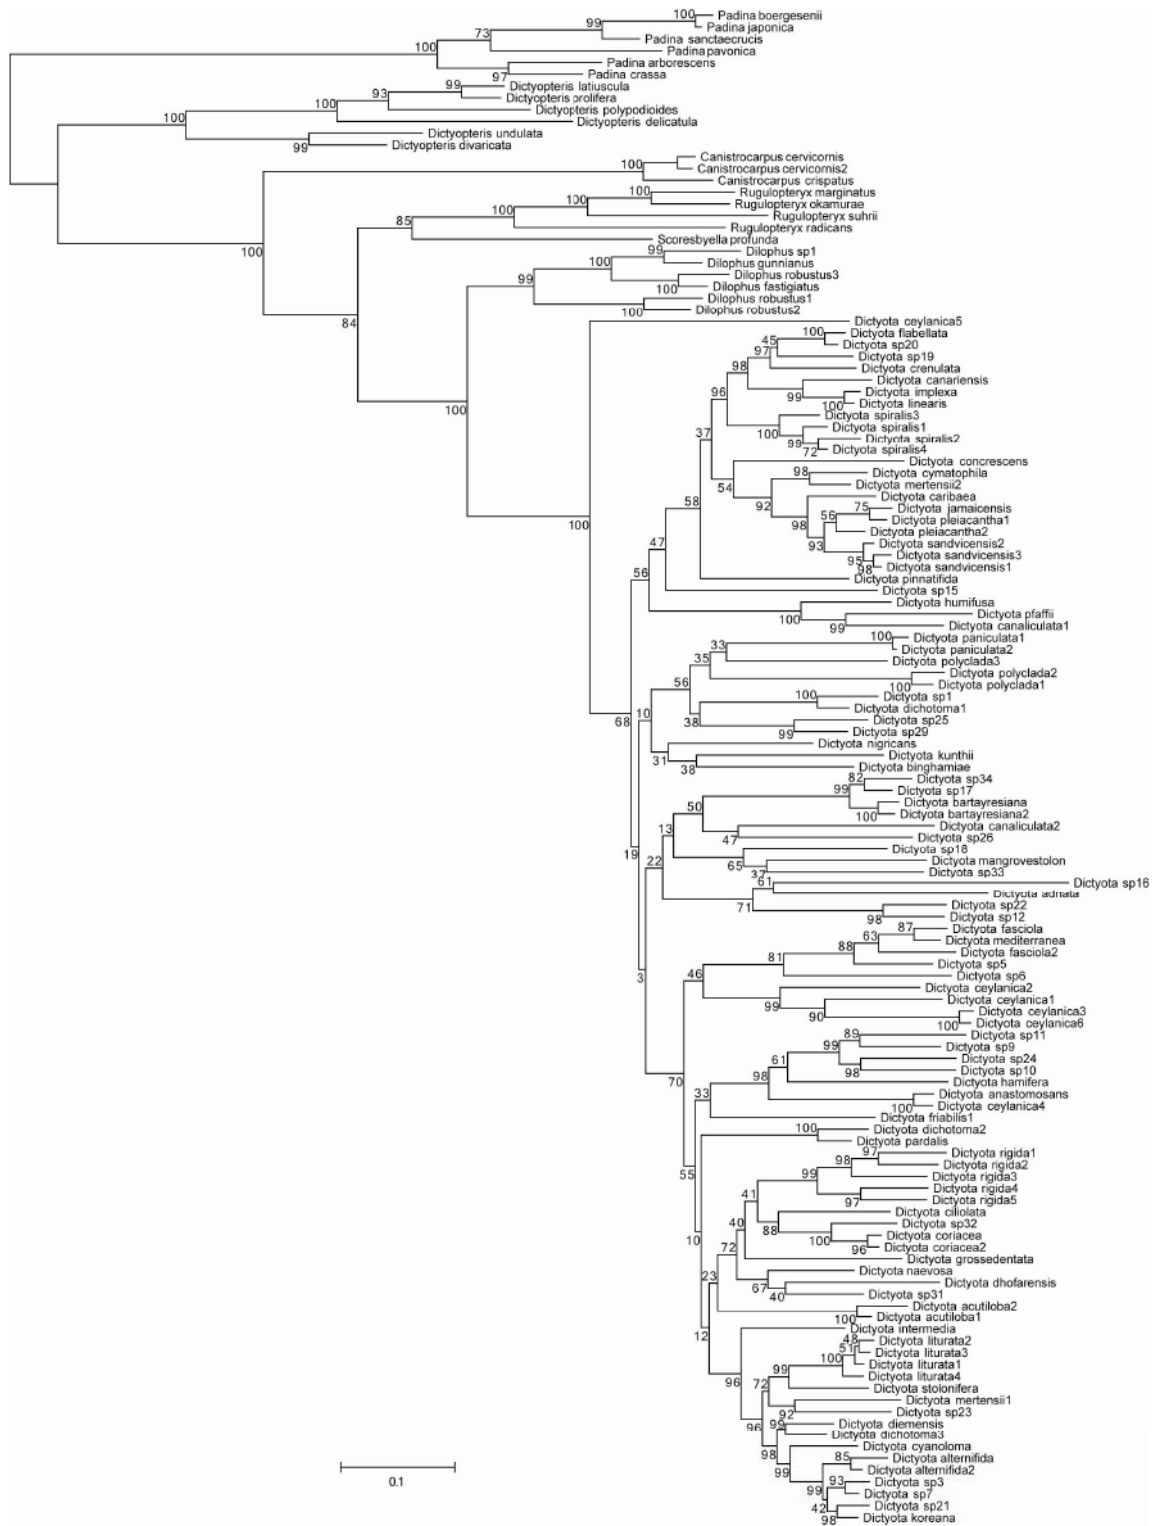 100 Padina boergesenii
99 Padina japonica
73 Padina sanctaecrucis
100 Padina pavonica
Padina arborescens
97 Padina crassa
99 Dictyopteris latiuscula
93 Dictyopteris prolifera
100 Dictyopteris polypodioides
100 Dictyopteris delicatula
Dictyopteris undulata
99 Dictyopteris divaricata
Canistrocarpus cervicornis
100 Canistrocarpus cervicornis2
Canistrocarpus crispatus
100 Rugulopteryx marginatus
100 Rugulopteryx okamurae
100 Rugulopteryx suhrii
85 Rugulopteryx radicans
Scoresbyella profunda
100 99 Dilophus sp1
100 Dilophus gunnianus
99 Dilophus robustus3
100 Dilophus fastigiatus
Dilophus robustus1
100 Dilophus robustus2
84 Dictyota ceylanica5
100 Dictyota flabellata
45 Dictyota sp20
97 Dictyota sp19
98 Dictyota crenulata
Dictyota canariensis
96 99 Dictyota implexa
100 Dictyota linearis
Dictyota spiralis3
100 Dictyota spiralis1
37 99 Dictyota spiralis2
72 Dictyota spiralis4
100 Dictyota concrescens
98 Dictyota cymatophila
54 Dictyota mertensii2
58 92 Dictyota caribaea
75 Dictyota jamaicensis
98 56 Dictyota pleiacantha1
100 Dictyota pleiacantha2
47 93 Dictyota sandvicensis2
95 Dictyota sandvicensis3
98 Dictyota sandvicensis1
56 Dictyota pinnatifida
Dictyota sp15
Dictyota humifusa
100 Dictyota pfaffii
99 Dictyota canaliculata1
33 100 Dictyota paniculata1
35 Dictyota paniculata2
Dictyota polyclada3
56 Dictyota polyclada2
100 Dictyota polyclada1
100 Dictyota sp1
10 Dictyota dichotoma1
68 38 Dictyota sp25
99 Dictyota sp29
Dictyota nigricans
31 Dictyota kunthii
38 Dictyota binghamiae
82 Dictyota sp34
99 Dictyota sp17
50 Dictyota bartayresiana
100 Dictyota bartayresiana2
13 Dictyota canaliculata2
47 Dictyota sp26
19 22 Dictyota sp18
65 Dictyota mangrovestolon
37 Dictyota sp33
61 Dictyota sp16
Dictyota adnata
71 Dictyota sp22
98 Dictyota sp12
87 Dictyota fasciola
63 Dictyota mediterranea
88 Dictyota fasciola2
81 Dictyota sp5
3 46 Dictyota sp6
Dictyota ceylanica2
99 Dictyota ceylanica1
90 Dictyota ceylanica3
100 Dictyota ceylanica6
89 Dictyota sp11
99 Dictyota sp9
61 Dictyota sp24
98 Dictyota sp10
70 98 Dictyota hamifera
33 Dictyota anastomosans
100 Dictyota ceylanica4
Dictyota friabilis1
100 Dictyota dichotoma2
Dictyota pardalis
97 Dictyota rigida1
98 Dictyota rigida2
55 99 Dictyota rigida3
Dictyota rigida4
41 97 Dictyota rigida5
Dictyota ciliolata
40 88 Dictyota sp32
10 100 Dictyota coriacea
72 96 Dictyota coriacea2
Dictyota grossedentata
23 Dictyota naevosa
67 Dictyota dhofarensis
40 Dictyota sp31
Dictyota acutiloba2
100 Dictyota acutiloba1
12 Dictyota intermedia
48 Dictyota liturata2
51 Dictyota liturata3
100 Dictyota liturata1
99 Dictyota liturata4
96 72 Dictyota stolonifera
Dictyota mertensii1
92 Dictyota sp23
96 99 Dictyota diemensis
Dictyota dichotoma3
98 Dictyota cyanoloma
85 Dictyota alternifida
99 Dictyota alternifida2
0.1 93 Dictyota sp3
99 Dictyota sp7
42 Dictyota sp21
98 Dictyota koreana